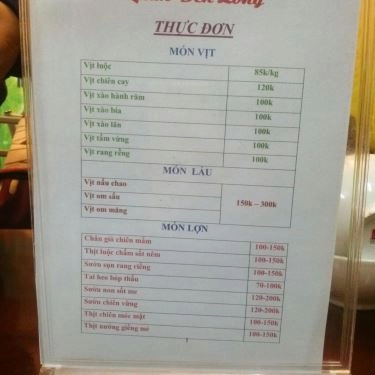 THỰC ĐƠN
MÓN VỊT
Vịt luộc 85k/kg
Vịt chiên cay 120k
Vịt xào hành răm 100k
Vịt xào bia 100k
Vịt xào lăn 100k
Vịt tẩm vừng 100k
Vịt rang rềng 100k
MÓN LẨU
Vịt nấu chao
Vịt om sấu 150k – 300k
Vịt om măng
MÓN LỢN
Chân giò chiên mắm 100-150k
Thịt luộc chấm sắt nêm 100-150k
Sườn sụn rang riềng 100-150k
Tai heo hấp thấu 70-100k
Sườn non sốt me 120-200k
Sườn chiên vừng 120-200k
Thịt chiên mắc mật 100-150k
Thịt nướng giềng mẻ 100-150k